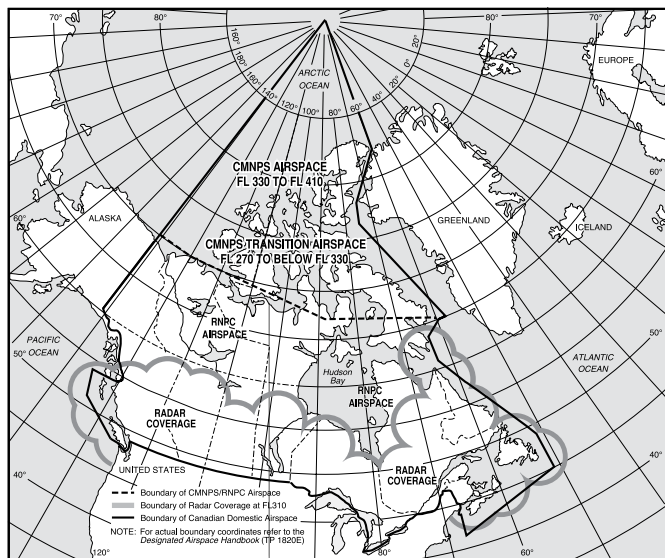 70°
80°
80°
70°
160°
180°
160°
140°
120°
100°
80°
60°
40°
20°
0°
20°
ARCTIC
OCEAN
EUROPE
60°
CMNPS AIRSPACE
FL 330 TO FL 410
ALASKA
GREENLAND
ICELAND
60°
CMNPS TRANSITION AIRSPACE
FL 270 TO BELOW FL 330
50°
RNPC
AIRSPACE
PACIFIC
OCEAN
50°
ATLANTIC
OCEAN
Hudson
Bay
RNPC
AIRSPACE
RADAR
COVERAGE
40°
UNITED STATES
RADAR
COVERAGE
40°
Boundary of CMNPS/RNPC Airspace
Boundary of Radar Coverage at FL310
Boundary of Canadian Domestic Airspace
NOTE: For actual boundary coordinates refer to the
Designated Airspace Handbook (TP 1820E)
120°
80°
60°